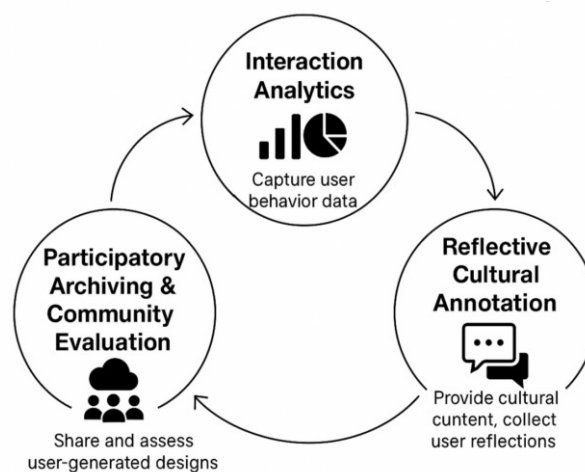 Interaction
Analytics
Capture user
behavior data
Reflective
Cultural
Annotation
Provide cultural
cuntent, collect
user reflections
Participatory
Archiving &
Community
Evaluation
Share and assess
user-generated designs